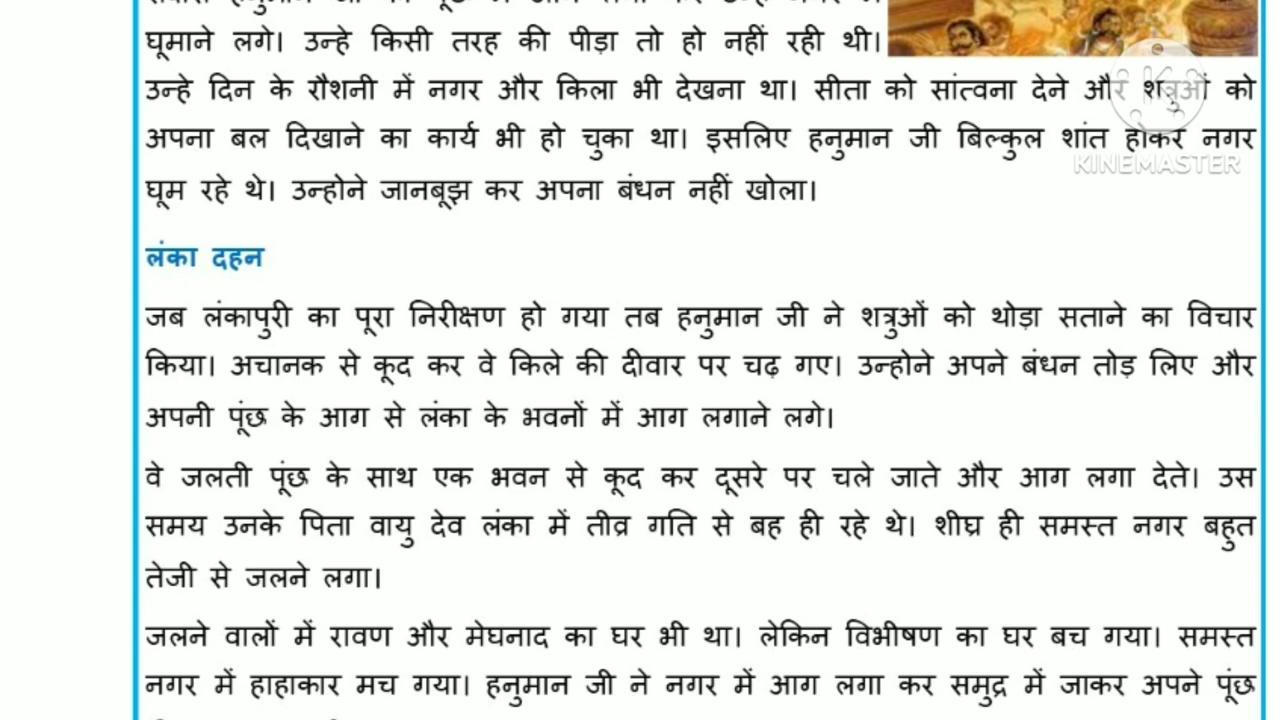 घूमाने लगे। उन्हे किसी तरह की पीड़ा तो हो नहीं रही थी।
उन्हे दिन के रौशनी में नगर और किला भी देखना था। सीता को सांत्वना देने और शत्रुओं को
अपना बल दिखाने का कार्य भी हो चुका था। इसलिए हनुमान जी बिल्कुल शांत होकर नगर
KINEMASTER
घूम रहे थे। उन्होने जानबूझ कर अपना बंधन नहीं खोला।
लंका दहन
जब लंकापुरी का पूरा निरीक्षण हो गया तब हनुमान जी ने शत्रुओं को थोड़ा सताने का विचार
किया। अचानक से कूद कर वे किले की दीवार पर चढ़ गए। उन्होने अपने बंधन तोड़ लिए और
अपनी पूंछ के आग से लंका के भवनों में आग लगाने लगे।
वे जलती पूंछ के साथ एक भवन से कूद कर दूसरे पर चले जाते और आग लगा देते। उस
समय उनके पिता वायु देव लंका में तीव्र गति से बह ही रहे थे। शीघ्र ही समस्त नगर बहुत
तेजी से जलने लगा।
जलने वालों में रावण और मेघनाद का घर भी था। लेकिन विभीषण का घर बच गया। समस्त
नगर में हाहाकार मच गया। हनुमान जी ने नगर में आग लगा कर समुद्र में जाकर अपने पूंछ